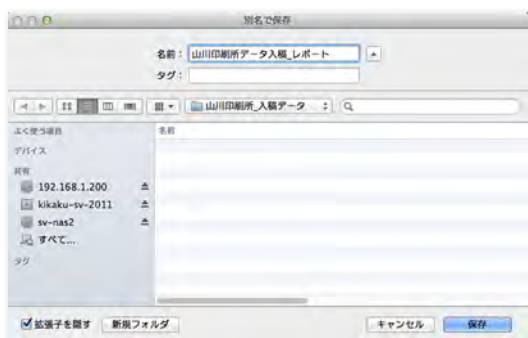 別名で保存
名前：山川印刷所データ入稿_レポート
タグ：
山川印刷所_入稿データ
よく使う項目
名前
デバイス
共有
192.168.1.200
kikaku-sv-2011
sv-nas2
すべて...
タグ
拡張子を隠す 新規フォルダ キャンセル 保存